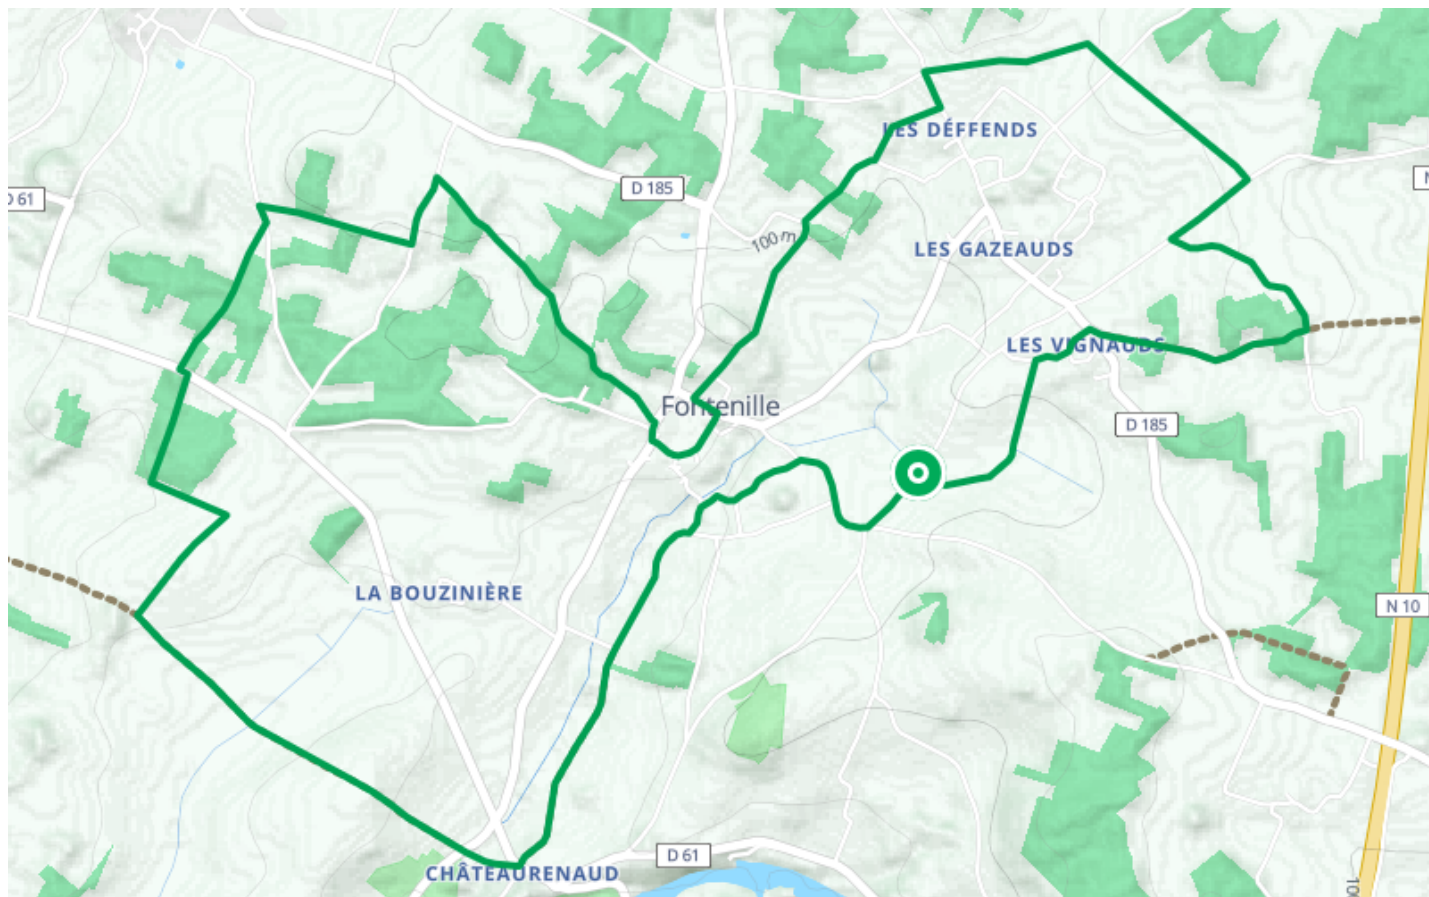 LES DÉFFENDS
D 185
D 61
N
100 m
LES GAZEAUDS
LES VIGNAUDS
Fontenille
D 185
LA BOUZINIÈRE
N 10
D 61
CHÂTEAURENAUD